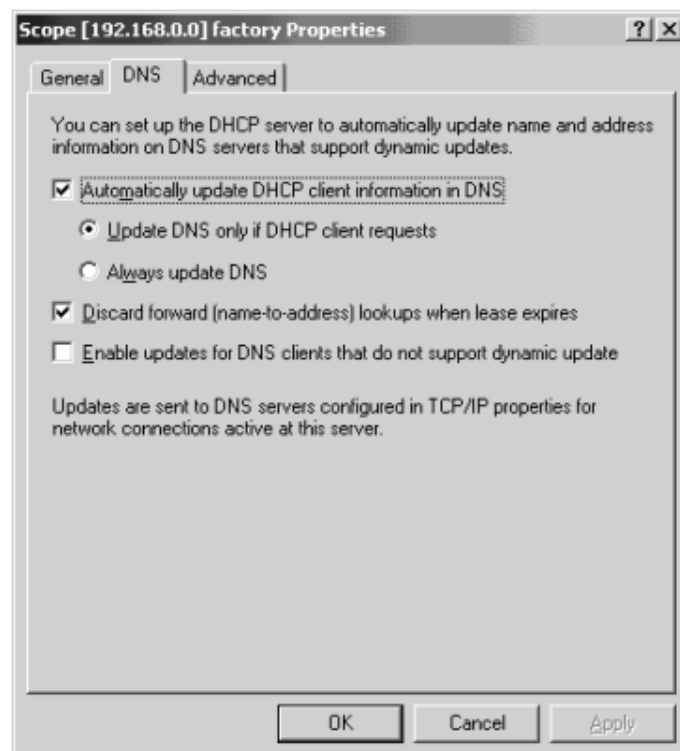 Scope [192.168.0.0] factory Properties
General DNS Advanced
You can set up the DHCP server to automatically update name and address
information on DNS servers that support dynamic updates.
Automatically update DHCP client information in DNS
Update DNS only if DHCP client requests
Always update DNS
Discard forward (name-to-address) lookups when lease expires
Enable updates for DNS clients that do not support dynamic update
Updates are sent to DNS servers configured in TCP/IP properties for
network connections active at this server.
OK Cancel Apply